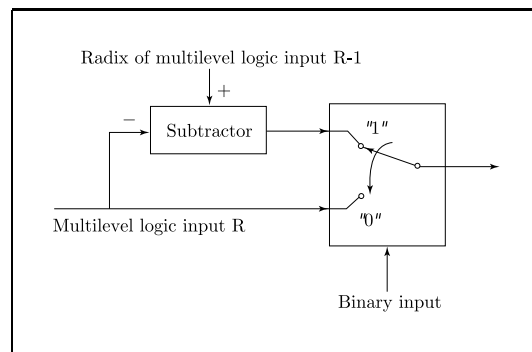 Radix of multilevel logic input R-1
+
−
Subtractor
"1"
"0"
Multilevel logic input R
Binary input